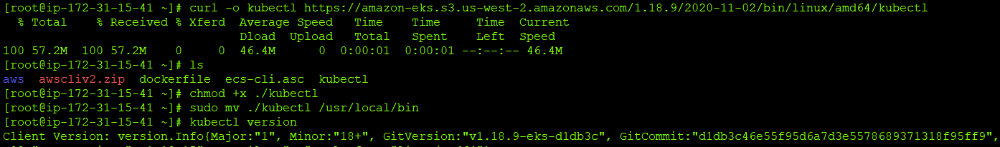 [root@ip-172-31-15-41 ~]# curl -o kubectl https://amazon-eks.s3.us-west-2.amazonaws.com/1.18.9/2020-11-02/bin/linux/amd64/kubectl
% Total % Received % Xferd Average Speed Time Time Time Current
Dload Upload Total Spent Left Speed
100 57.2M 100 57.2M 0 0 46.4M 0 0:00:01 0:00:01 --:--:-- 46.4M
[root@ip-172-31-15-41 ~]# ls
aws awscliv2.zip dockerfile ecs-cli.asc kubectl
[root@ip-172-31-15-41 ~]# chmod +x ./kubectl
[root@ip-172-31-15-41 ~]# sudo mv ./kubectl /usr/local/bin
[root@ip-172-31-15-41 ~]# kubectl version
Client Version: version.Info{Major:"1", Minor:"18+", GitVersion:"v1.18.9-eks-d1db3c", GitCommit:"d1db3c46e55f95d6a7d3e5578689371318f95ff9",